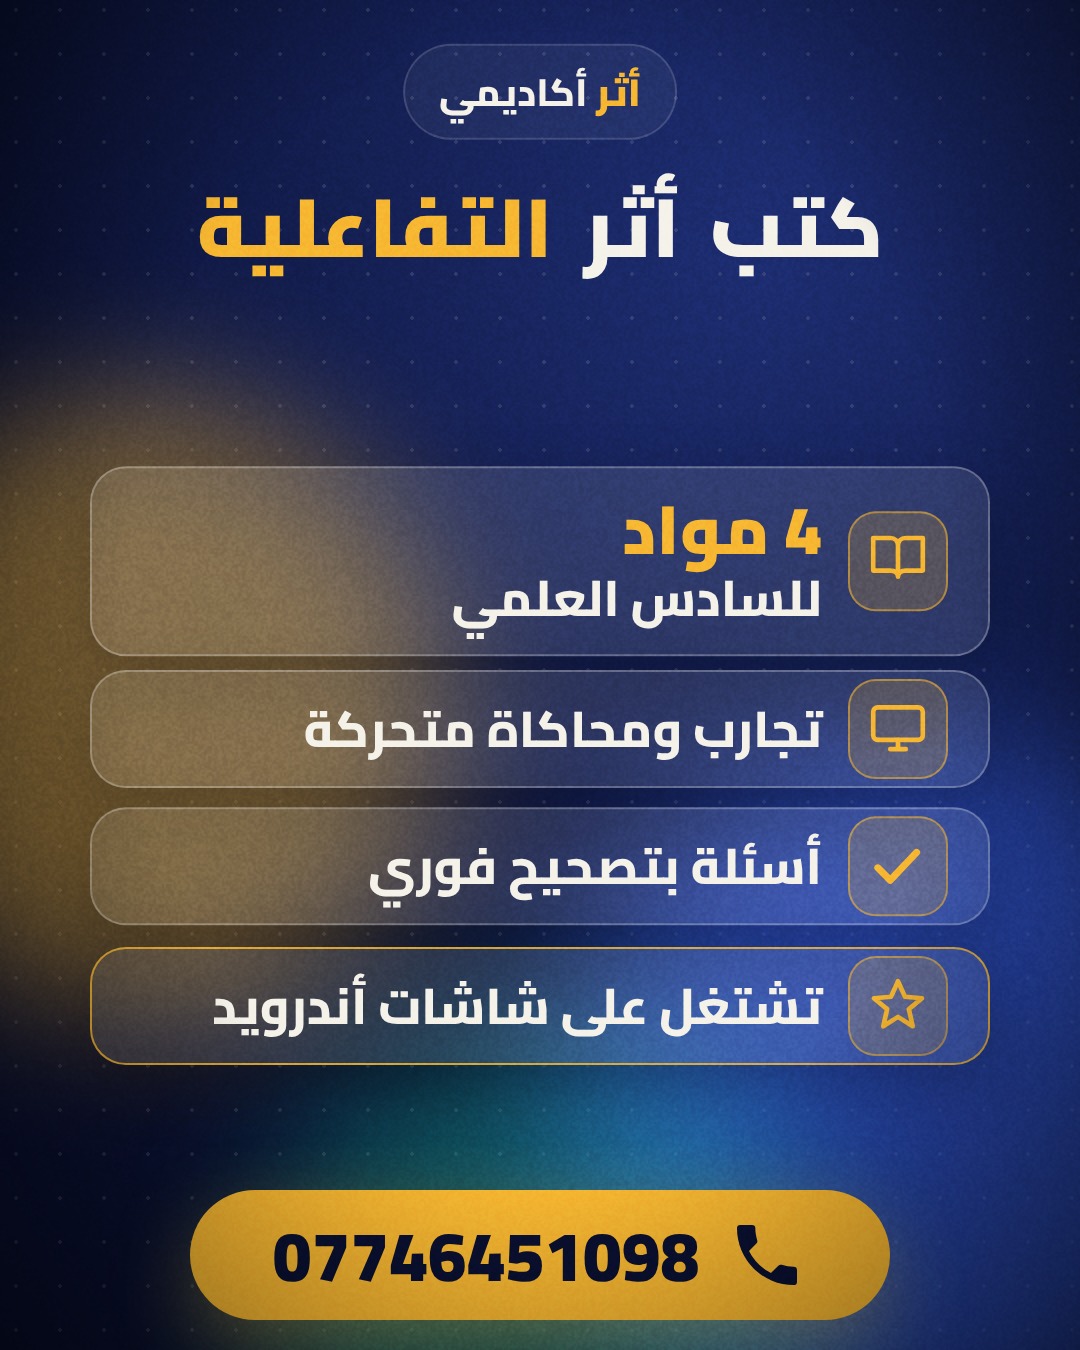 أثر أكاديمي
كتب أثر التفاعلية
4 مواد
للسادس العلمي
تجارب ومحاكاة متحركة
أسئلة بتصحيح فوري
تشتغل على شاشات أندرويد
07746451098